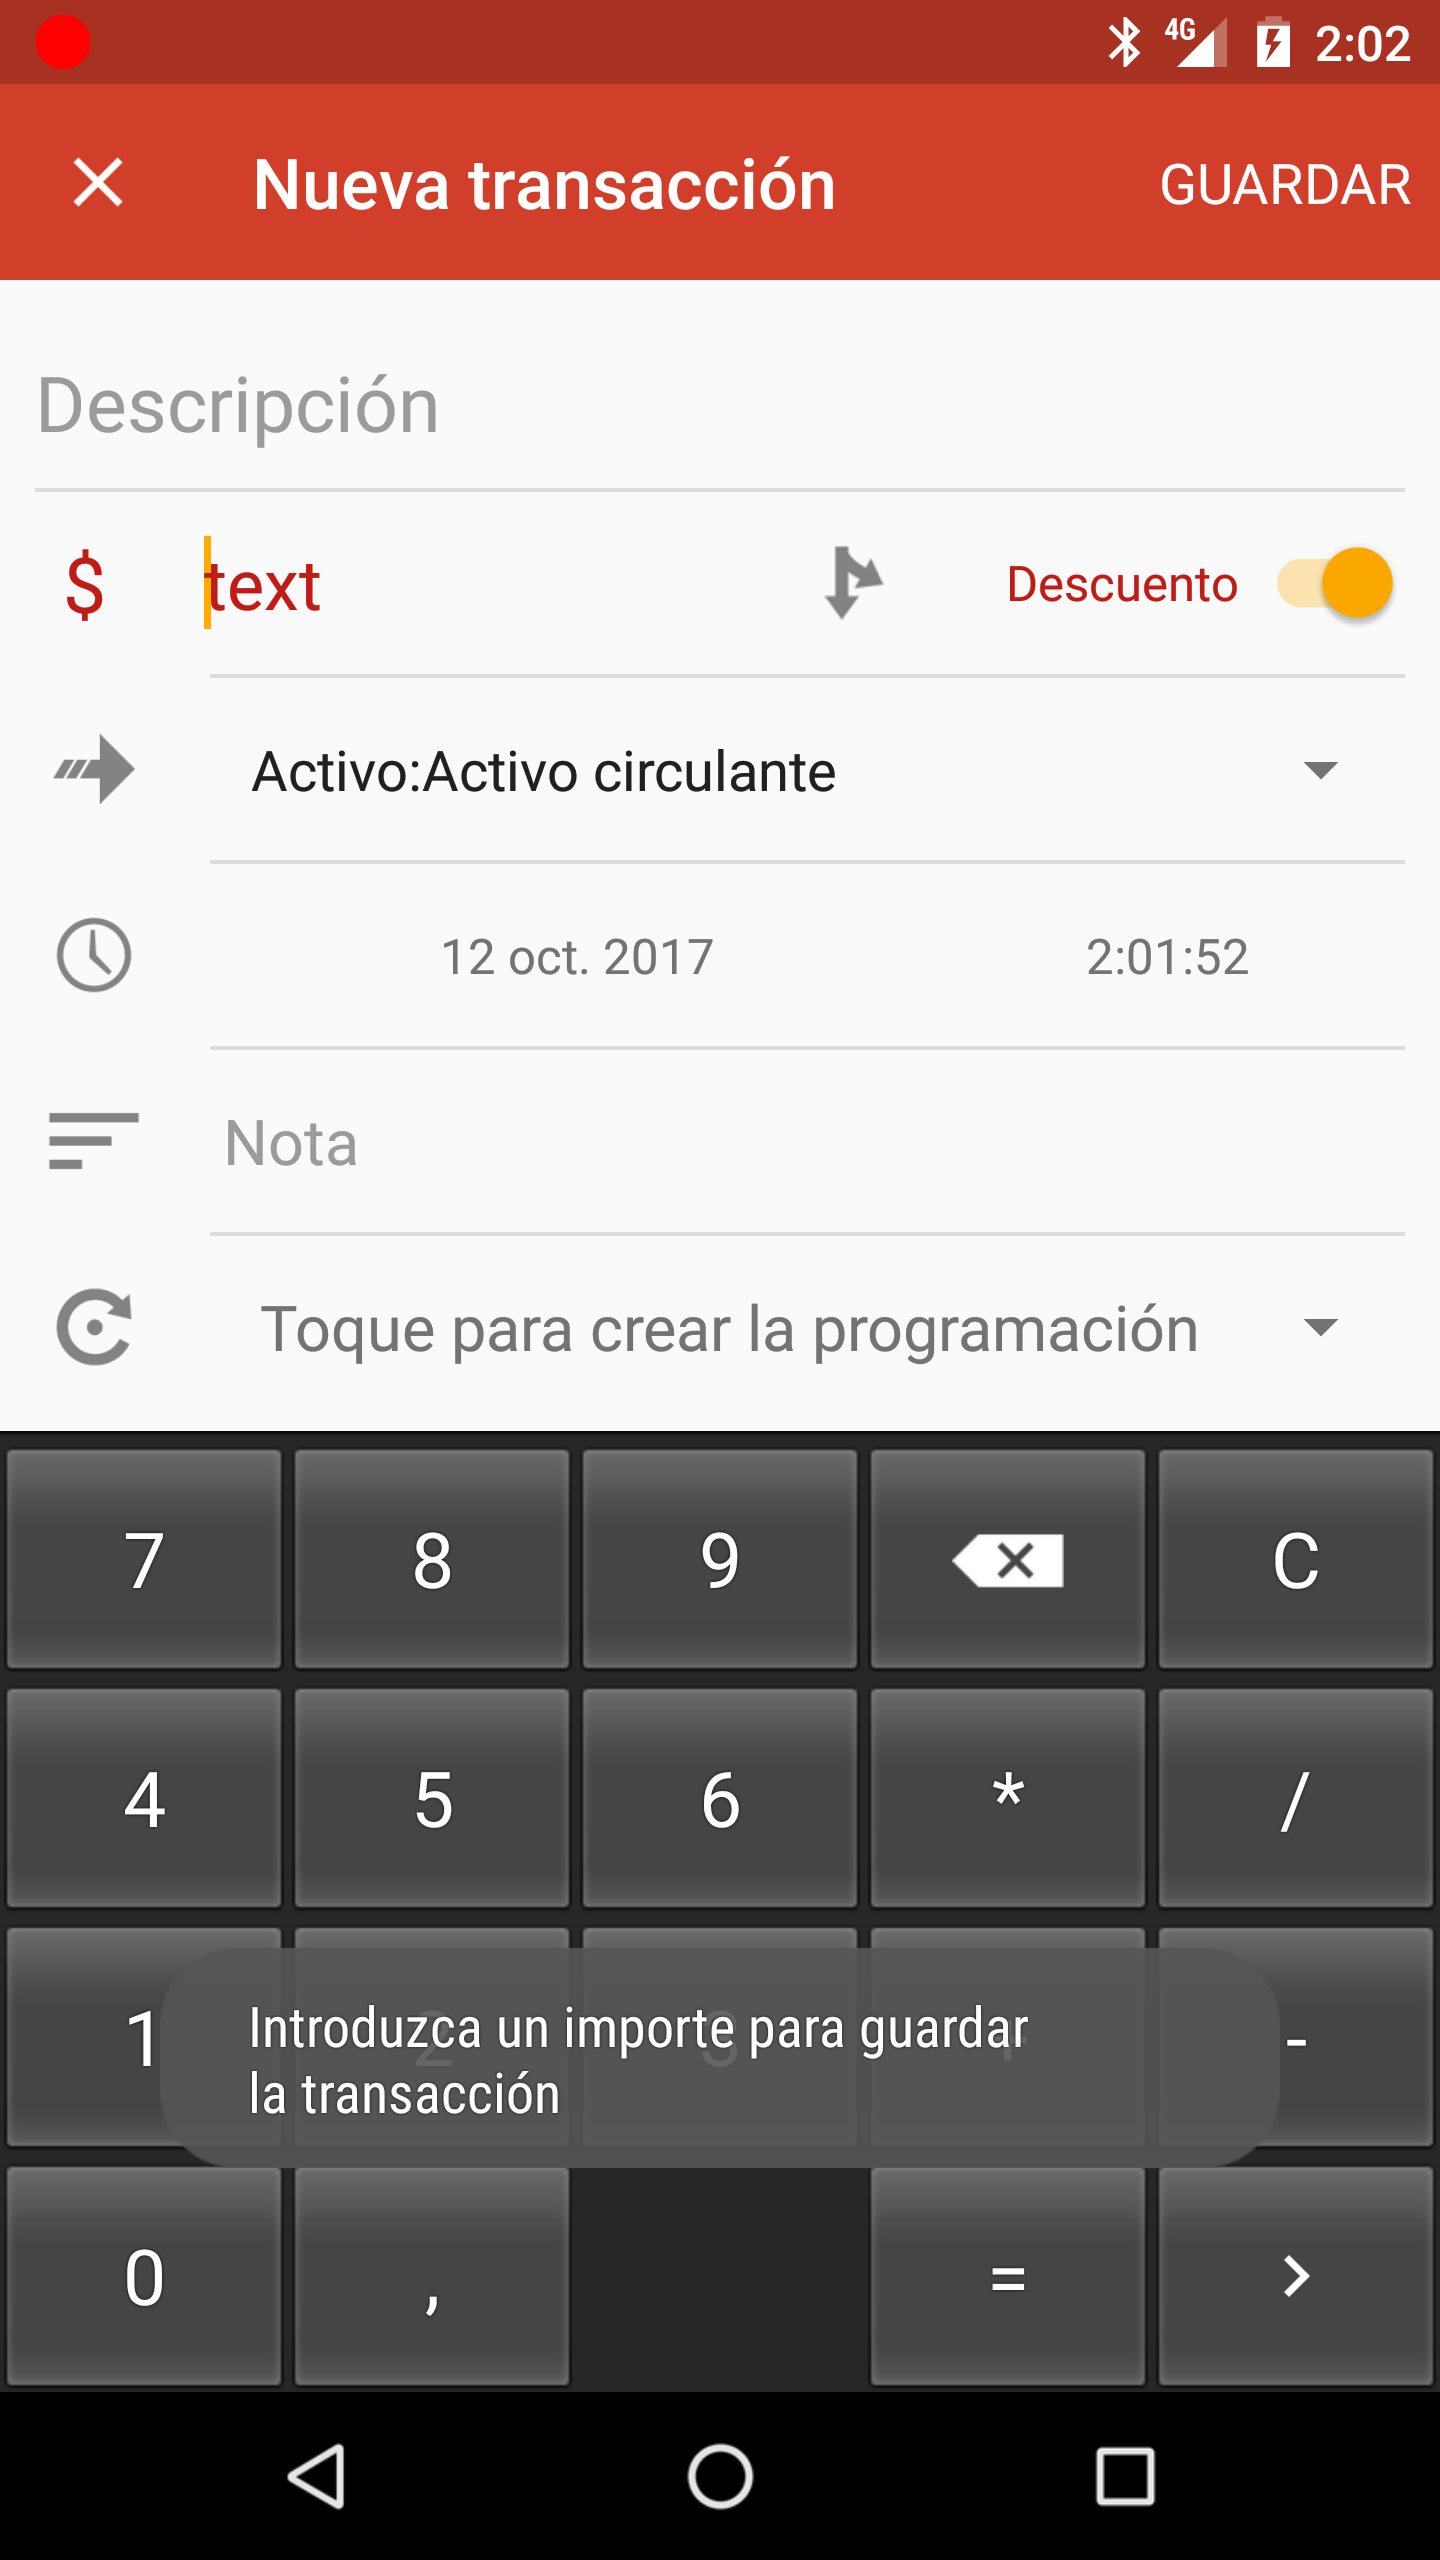 4G 2:02
Nueva transacción GUARDAR
Descripción
$ text Descuento
Activo:Activo circulante
12 oct. 2017 2:01:52
Nota
Toque para crear la programación
7 8 9 C
4 5 6 * /
1 2 3 + -
Introduzca un importe para guardar
la transacción
0 , = >